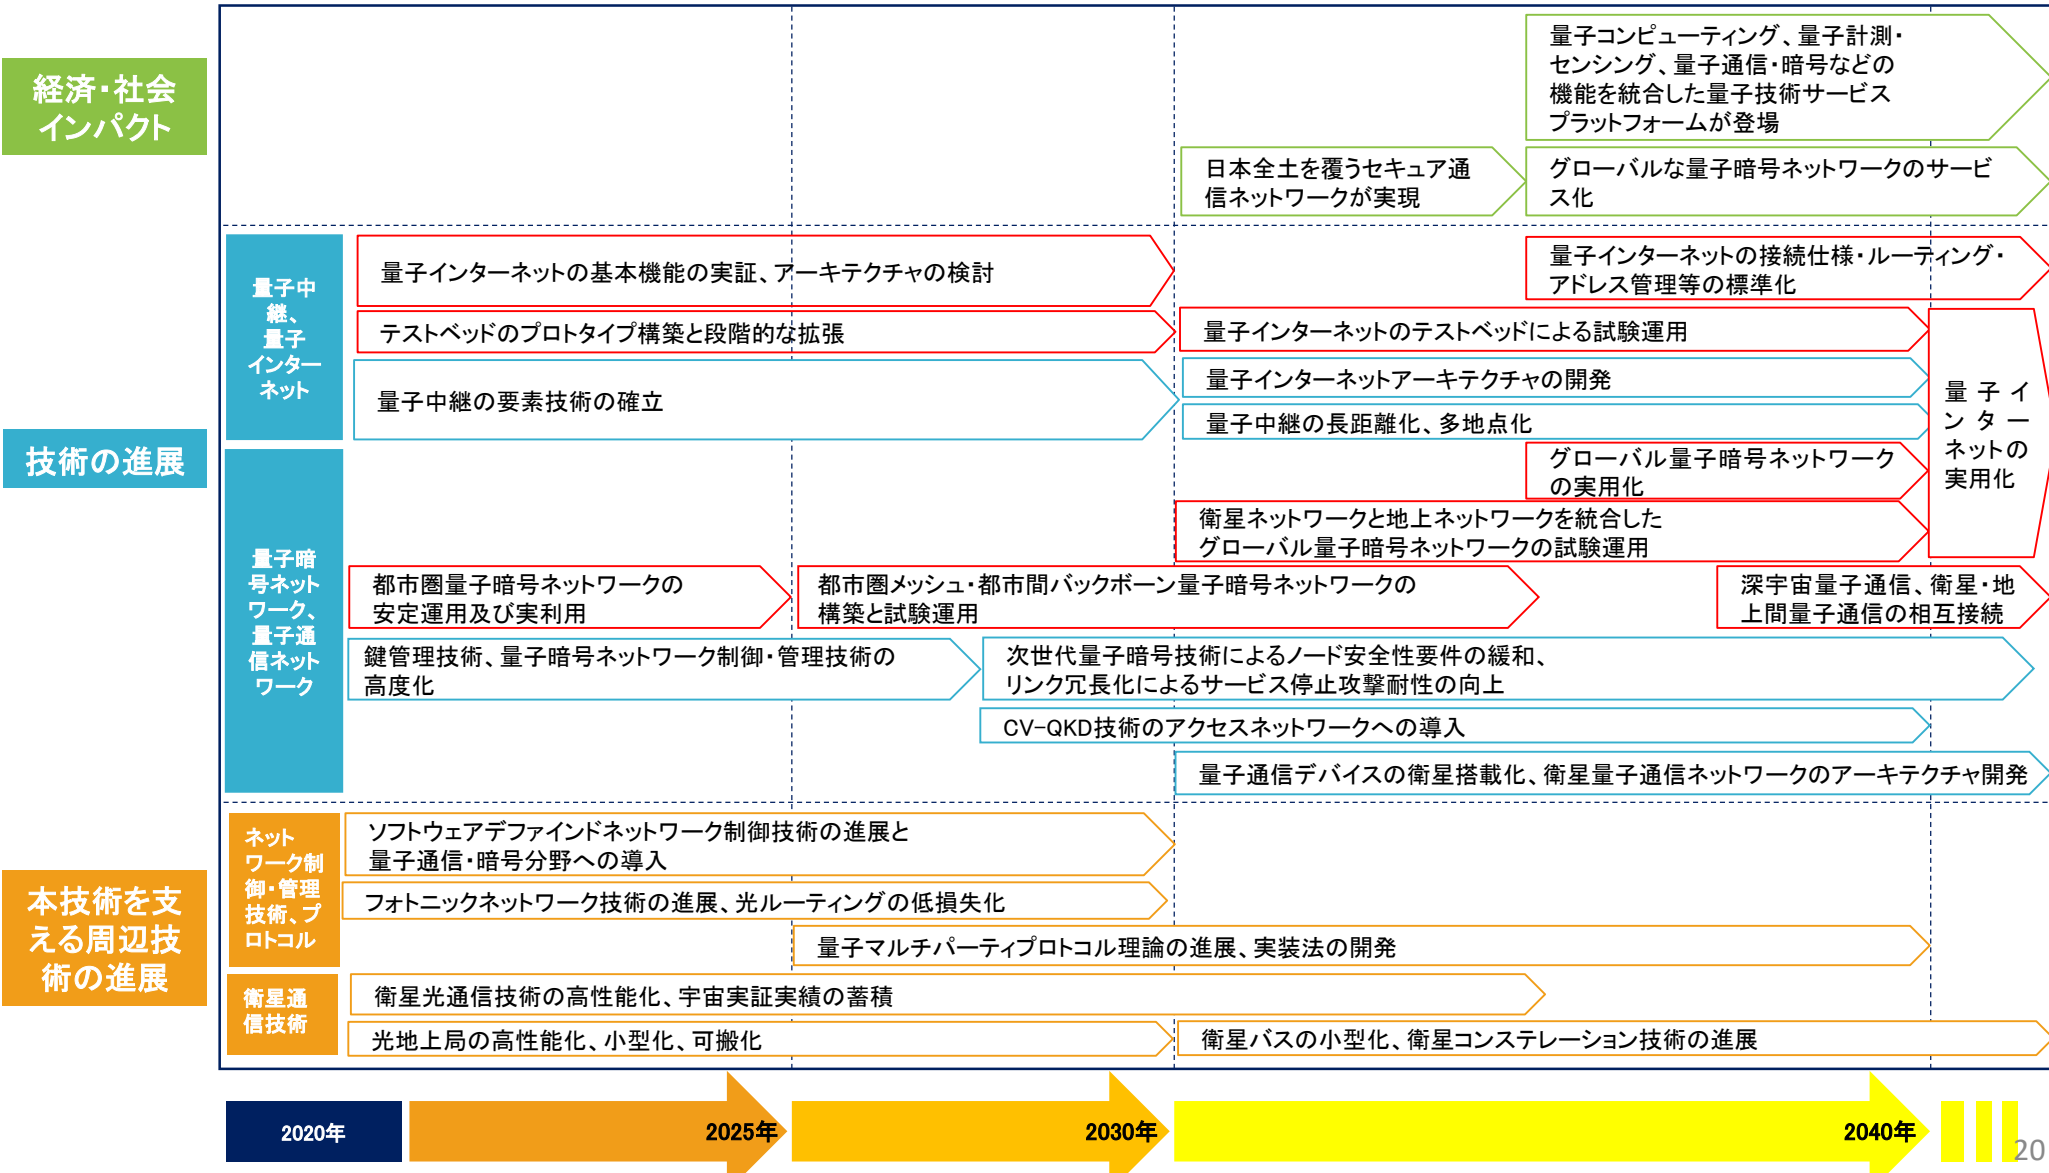 経済・社会
インパクト
量子コンピューティング、量子計測・
センシング、量子通信・暗号などの
機能を統合した量子技術サービス
プラットフォームが登場
日本全土を覆うセキュア通
信ネットワークが実現
グローバルな量子暗号ネットワークのサービ
ス化
技術の進展
量子中
継、
量子
インター
ネット
量子インターネットの基本機能の実証、アーキテクチャの検討
量子インターネットの接続仕様・ルーティング・
アドレス管理等の標準化
テストベッドのプロトタイプ構築と段階的な拡張
量子インターネットのテストベッドによる試験運用
量子中継の要素技術の確立
量子インターネットアーキテクチャの開発
量子中継の長距離化、多地点化
量子イ
ンター
ネットの
実用化
量子暗
号ネット
ワーク、
量子通
信ネット
ワーク
グローバル量子暗号ネットワーク
の実用化
衛星ネットワークと地上ネットワークを統合した
グローバル量子暗号ネットワークの試験運用
都市圏量子暗号ネットワークの
安定運用及び実利用
都市圏メッシュ・都市間バックボーン量子暗号ネットワークの
構築と試験運用
深宇宙量子通信、衛星・地
上間量子通信の相互接続
鍵管理技術、量子暗号ネットワーク制御・管理技術の
高度化
次世代量子暗号技術によるノード安全性要件の緩和、
リンク冗長化によるサービス停止攻撃耐性の向上
CV-QKD技術のアクセスネットワークへの導入
量子通信デバイスの衛星搭載化、衛星量子通信ネットワークのアーキテクチャ開発
本技術を支
える周辺技
術の進展
ネット
ワーク制
御・管理
技術、プ
ロトコル
ソフトウェアデファインドネットワーク制御技術の進展と
量子通信・暗号分野への導入
フォトニックネットワーク技術の進展、光ルーティングの低損失化
量子マルチパーティプロトコル理論の進展、実装法の開発
衛星通
信技術
衛星光通信技術の高性能化、宇宙実証実績の蓄積
光地上局の高性能化、小型化、可搬化
衛星バスの小型化、衛星コンステレーション技術の進展
2020年
2025年
2030年
2040年
20